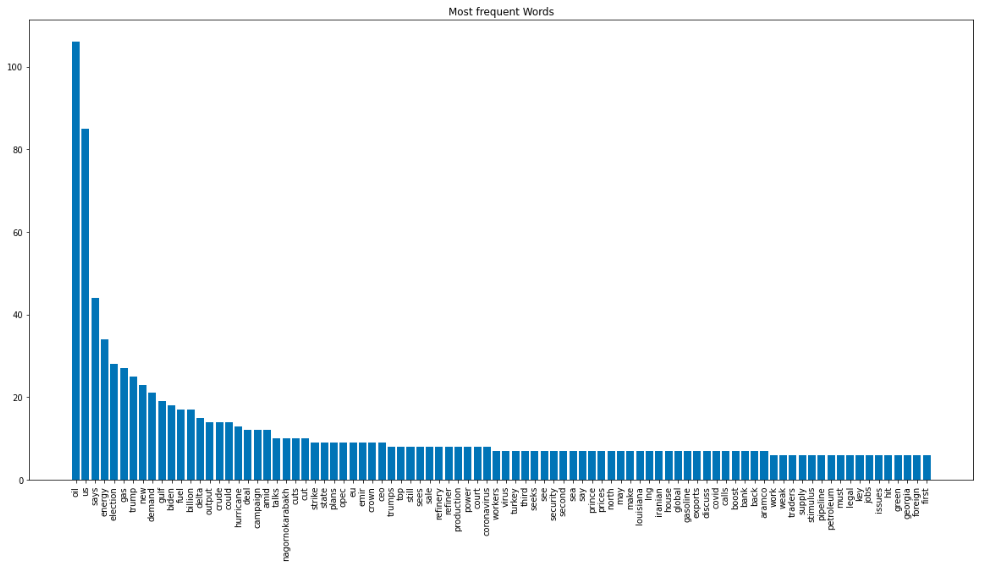 Most frequent Words
100
80
60
40
20
0
oil
us
says
energy
election
gas
trump
new
demand
gulf
biden
fuel
billion
delta
output
crude
could
hurricane
deal
campaign
amid
talks
nagornokarabakh
cuts
cut
strike
state
plans
opec
eu
emir
crown
ceo
trumps
top
still
sees
sale
refinery
refiner
production
power
court
coronavirus
workers
virus
turkey
third
seeks
see
security
second
sea
say
prince
prices
north
may
make
louisiana
lng
iranian
house
global
gasoline
exports
discuss
covid
calls
boost
bank
back
aramco
work
weak
traders
supply
stimulus
pipeline
petroleum
must
legal
key
jobs
issues
hit
green
georgia
foreign
first